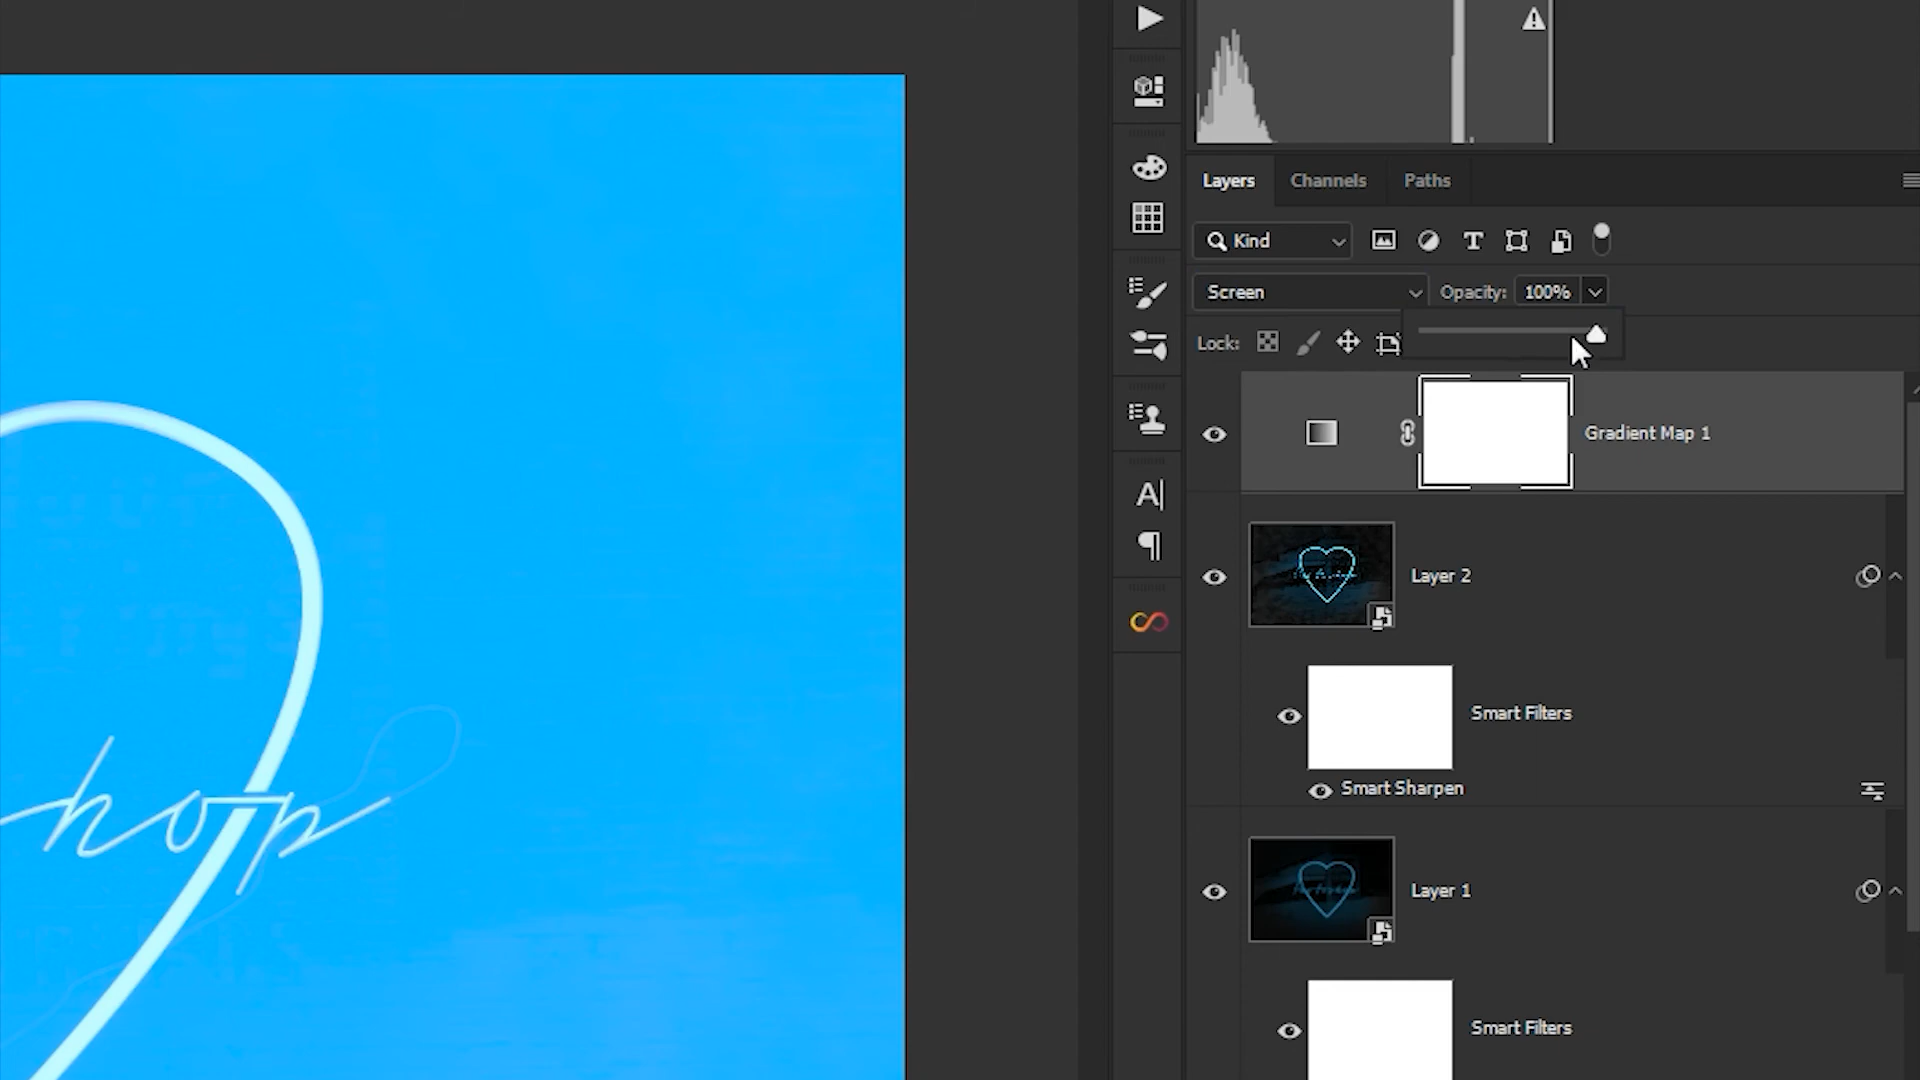 Layers Channels Paths
Kind
Screen Opacity: 100%
Lock:
Gradient Map 1
Layer 2
Smart Filters
Smart Sharpen
Layer 1
Smart Filters
hop